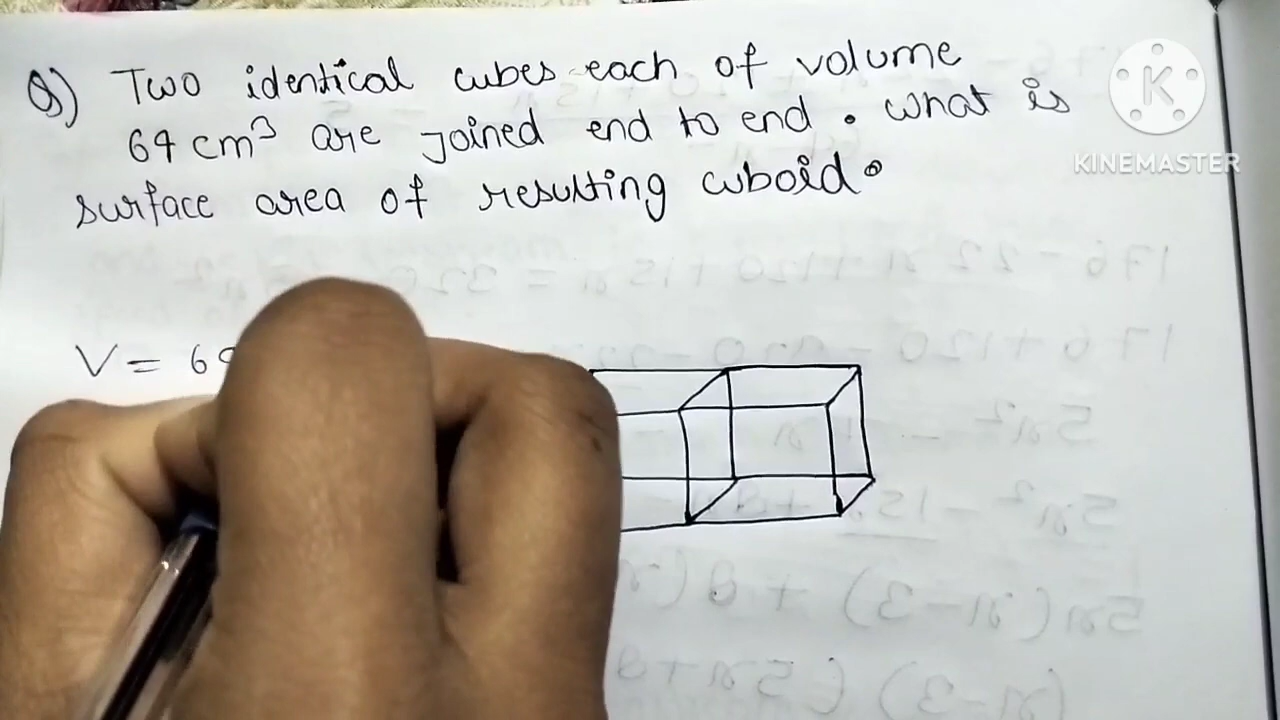 Q) Two identical cubes each of volume
64 cm³ are joined end to end. what is
surface area of resulting cuboid.
V = 6
K
KINEMASTER